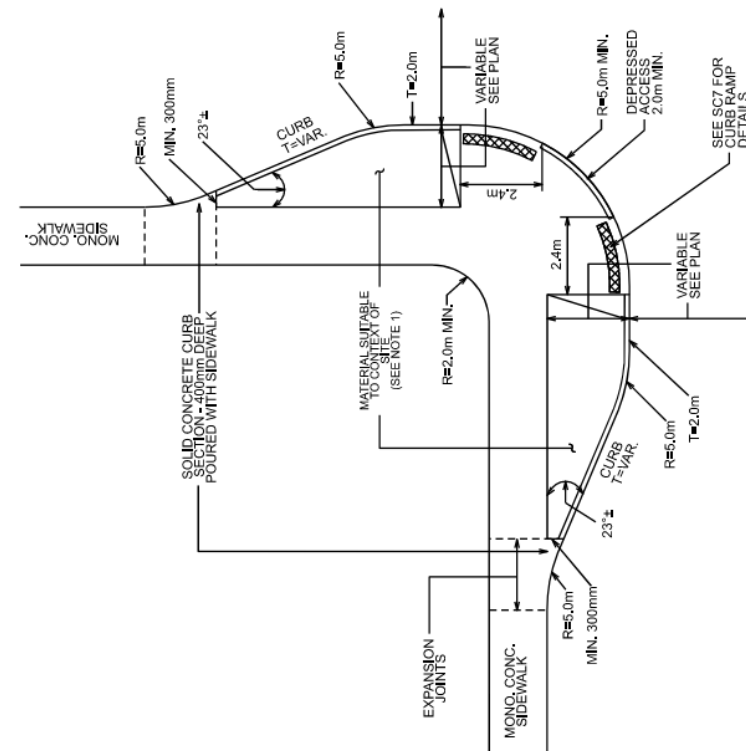 R=5.0m
MIN. 300mm
23°±
CURB
T=VAR.
R=5.0m
T=2.0m
VARIABLE
SEE PLAN
R=5.0m MIN.
DEPRESSED
ACCESS
2.0m MIN.
SEE SC7 FOR
CURB RAMP
DETAILS
MONO. CONC.
SIDEWALK
2.4m
2.4m
SOLID CONCRETE CURB
SECTION - 400mm DEEP
POURED WITH SIDEWALK
MATERIAL SUITABLE
TO CONTEXT OF
SITE
(SEE NOTE 1)
R=2.0m MIN.
VARIABLE
SEE PLAN
T=2.0m
R=5.0m
CURB
T=VAR.
23°±
MIN. 300mm
R=5.0m
EXPANSION
JOINTS
MONO. CONC.
SIDEWALK